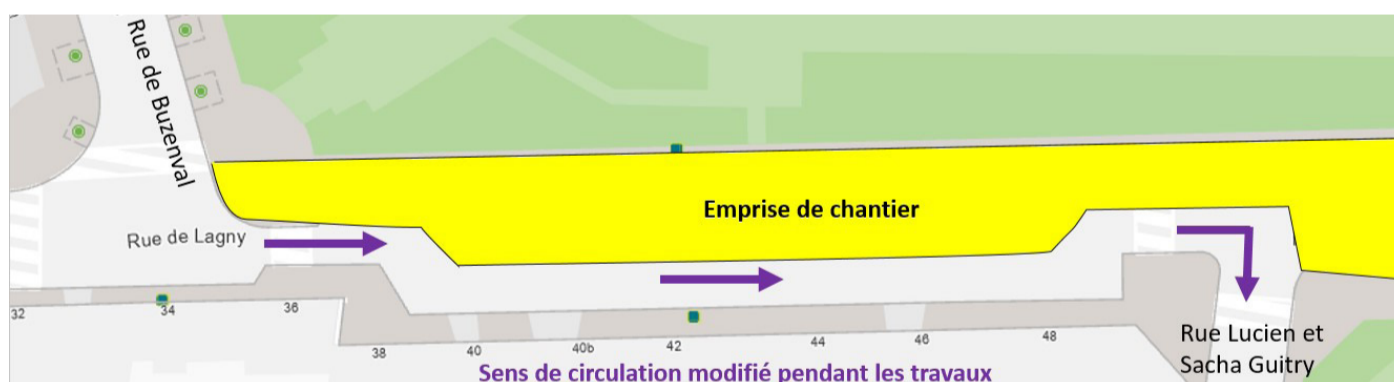 Rue de Buzenval
Emprise de chantier
Rue de Lagny
32
34
36
38
40
40b
42
44
46
48
Rue Lucien et
Sacha Guitry
Sens de circulation modifié pendant les travaux